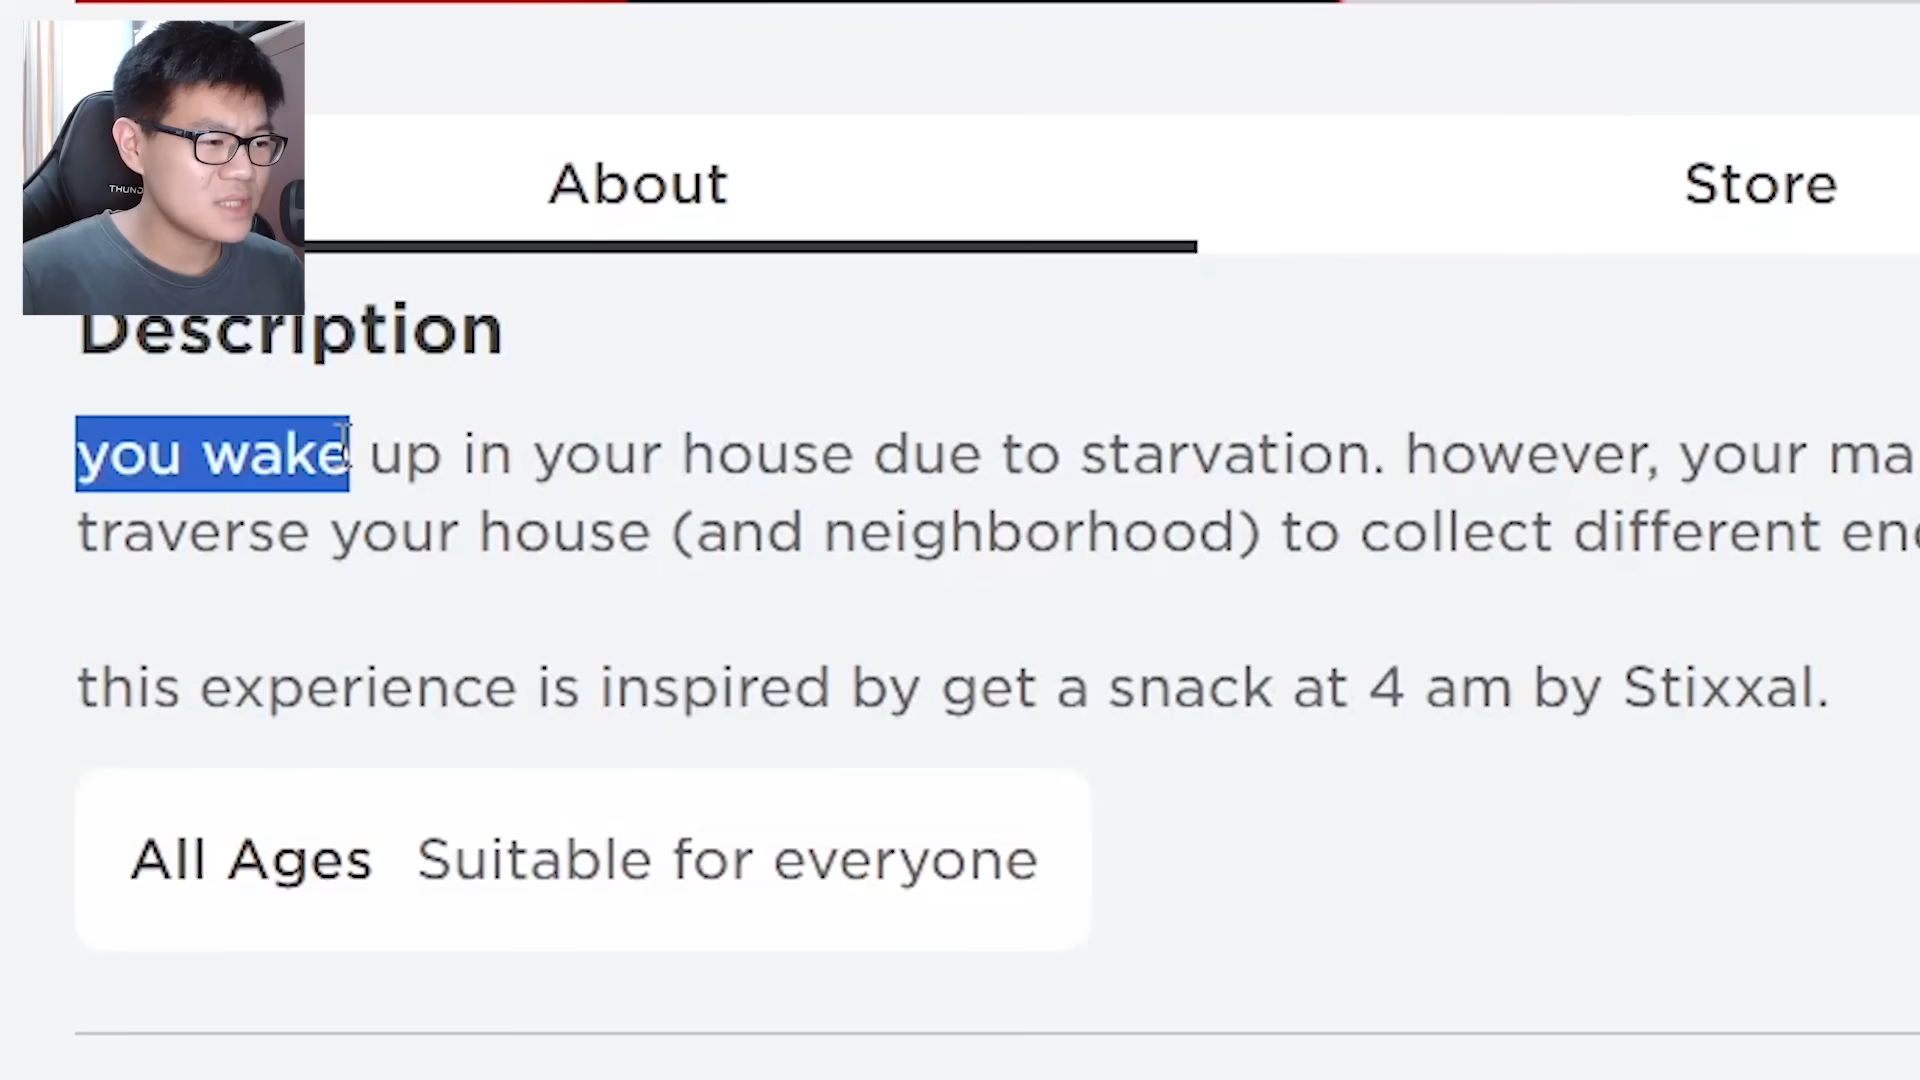 THUND
About
Store
Description
you wake up in your house due to starvation. however, your ma
traverse your house (and neighborhood) to collect different end
this experience is inspired by get a snack at 4 am by Stixxal.
All Ages Suitable for everyone